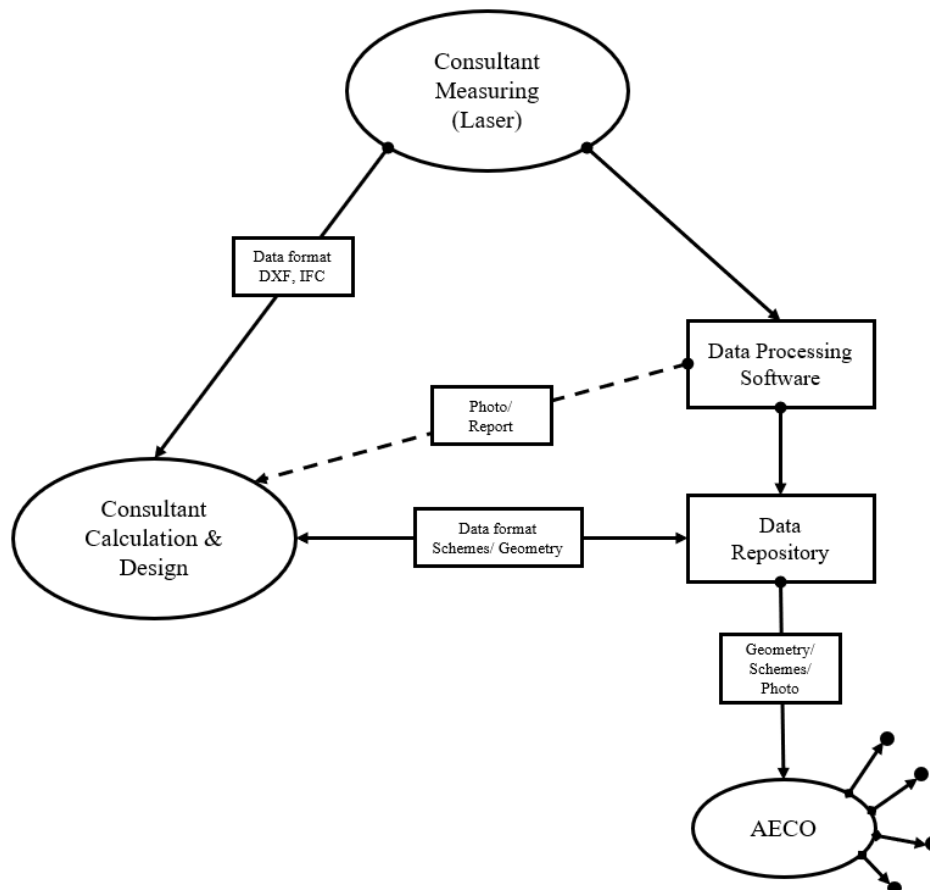 Consultant
Measuring
(Laser)
Data format
DXF, IFC
Data Processing
Software
Photo/
Report
Consultant
Calculation &
Design
Data format
Schemes/ Geometry
Data
Repository
Geometry/
Schemes/
Photo
AECO